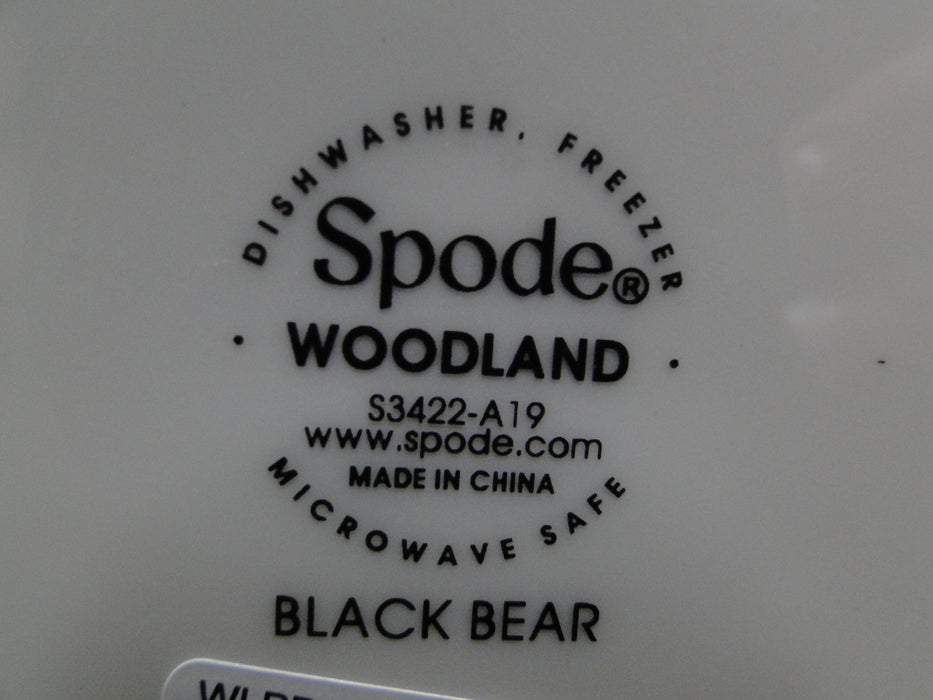 DISHWASHER, FREEZER
Spode®
WOODLAND
S3422-A19
www.spode.com
MADE IN CHINA
MICROWAVE SAFE
BLACK BEAR